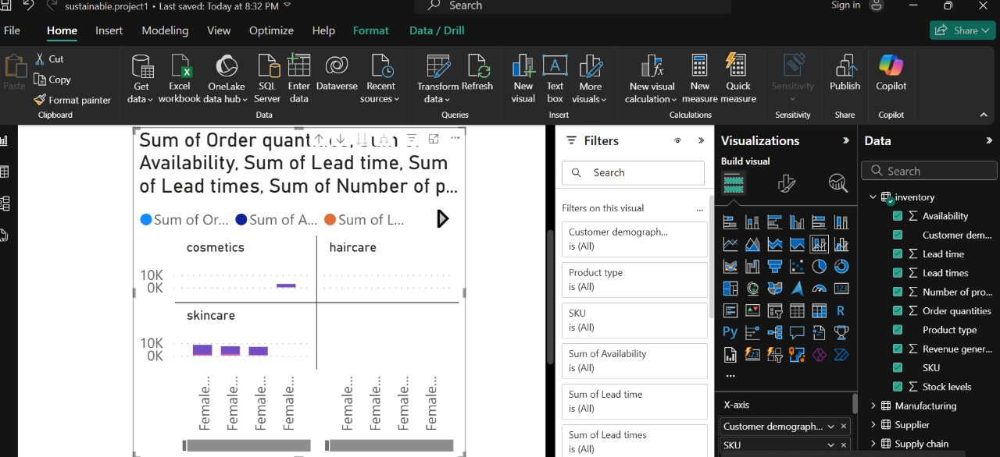 sustainable.project1 • Last saved: Today at 8:32 PM
Search
Sign in
File Home Insert Modeling View Optimize Help Format Data / Drill
Share
Paste
Cut
Copy
Format painter
Clipboard
Get data
Excel workbook
OneLake data hub
SQL Server
Enter data
Dataverse
Recent sources
Data
Transform data
Refresh
Queries
New visual
Text box
More visuals
Insert
New visual calculation
New measure
Quick measure
Calculations
Sensitivity
Sensitivity
Publish
Share
Copilot
Copilot
Sum of Order
Availability, Sum of Lead time, Sum
of Lead times, Sum of Number of p...
Sum of Or... Sum of A... Sum of L...
cosmetics haircare
10K
0K
skincare
10K
0K
Female... Female... Female... Female... Female... Female... Female... Female...
Filters
Search
Filters on this visual ...
Customer demograph...
is (All)
Product type
is (All)
SKU
is (All)
Sum of Availability
is (All)
Sum of Lead time
is (All)
Sum of Lead times
is (All)
Visualizations
Build visual
123
R
Py
123
...
X-axis
Customer demograph...
SKU
Data
Search
inventory
Σ Availability
Customer dem...
Σ Lead time
Σ Lead times
Σ Number of pro...
Σ Order quantities
Product type
Σ Revenue gener...
SKU
Σ Stock levels
Manufacturing
Supplier
Supply chain